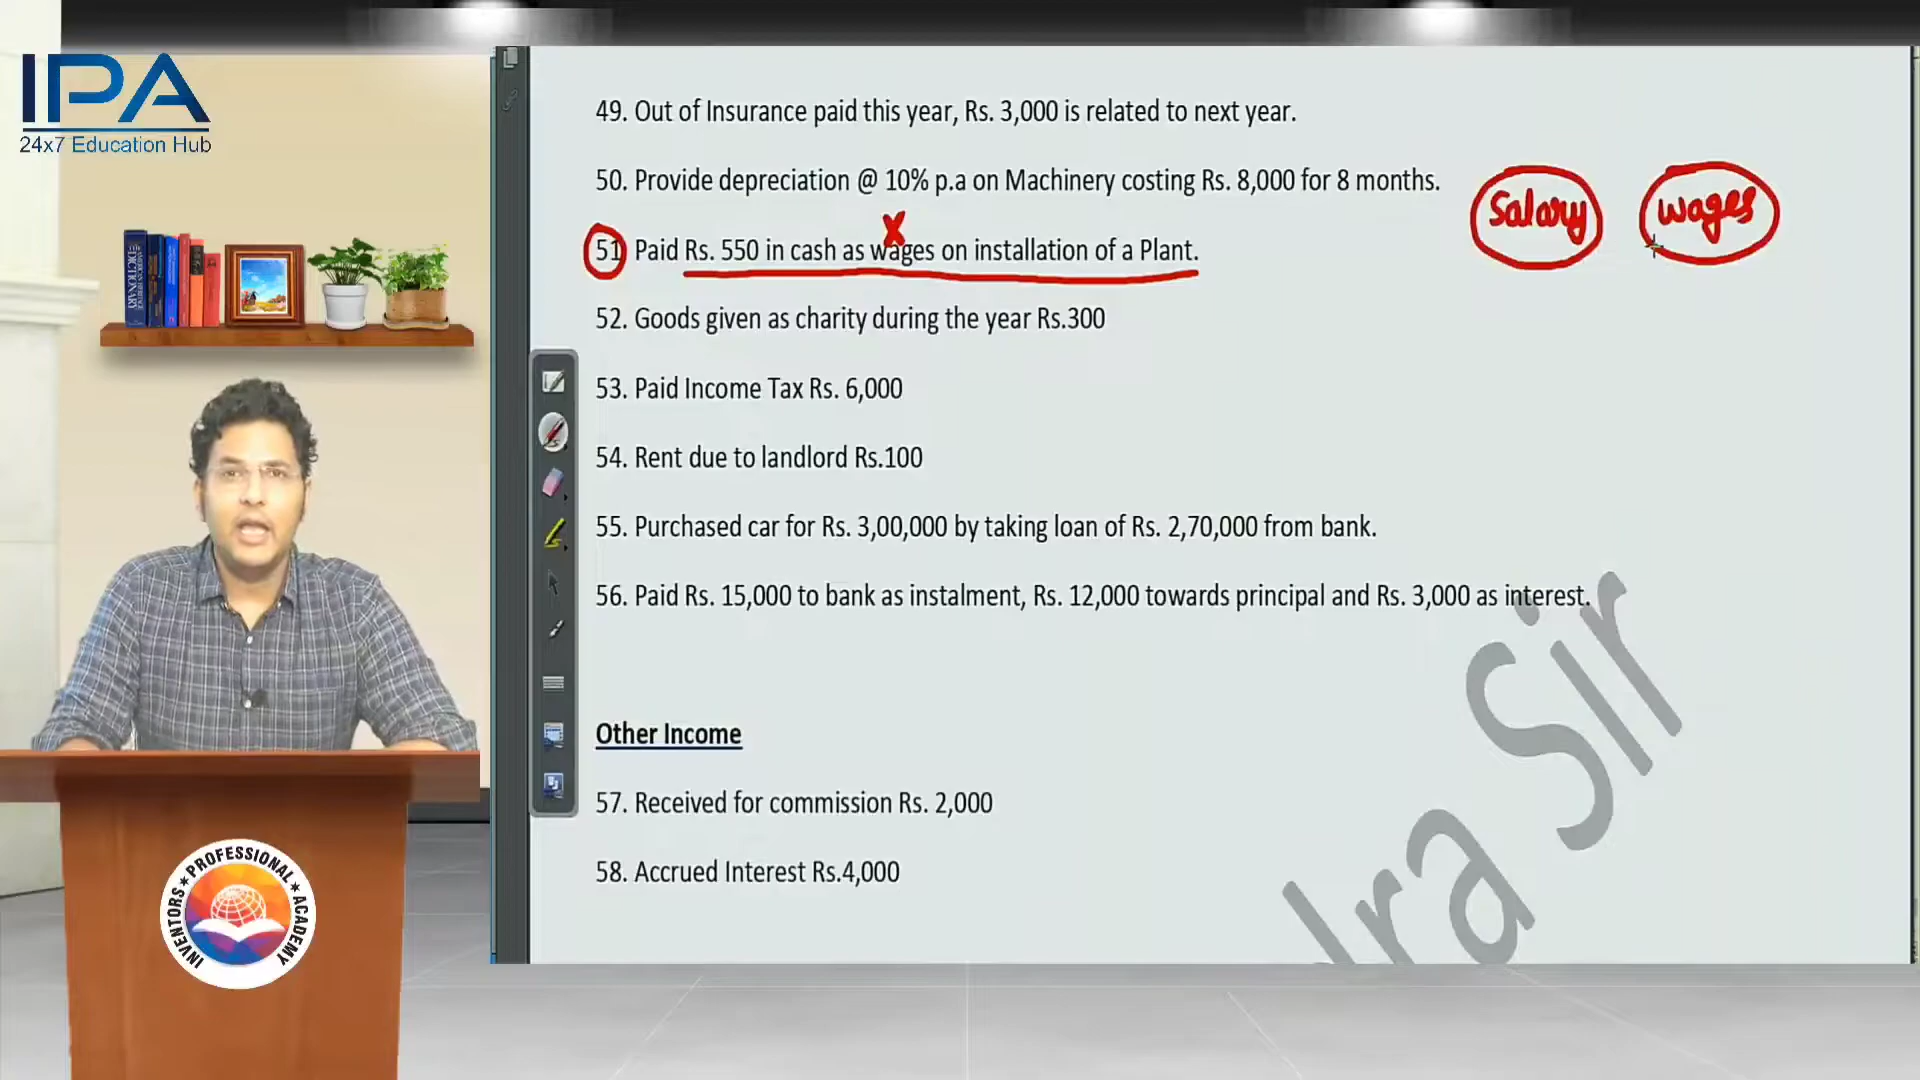 IPA
24x7 Education Hub
49. Out of Insurance paid this year, Rs. 3,000 is related to next year.
50. Provide depreciation @ 10% p.a on Machinery costing Rs. 8,000 for 8 months.
Salary
wages
x
51 Paid Rs. 550 in cash as wages on installation of a Plant.
52. Goods given as charity during the year Rs.300
53. Paid Income Tax Rs. 6,000
54. Rent due to landlord Rs.100
55. Purchased car for Rs. 3,00,000 by taking loan of Rs. 2,70,000 from bank.
56. Paid Rs. 15,000 to bank as instalment, Rs. 12,000 towards principal and Rs. 3,000 as interest.
Other Income
57. Received for commission Rs. 2,000
58. Accrued Interest Rs.4,000
dra Sir
INVENTORS ★ PROFESSIONAL ★ ACADEMY